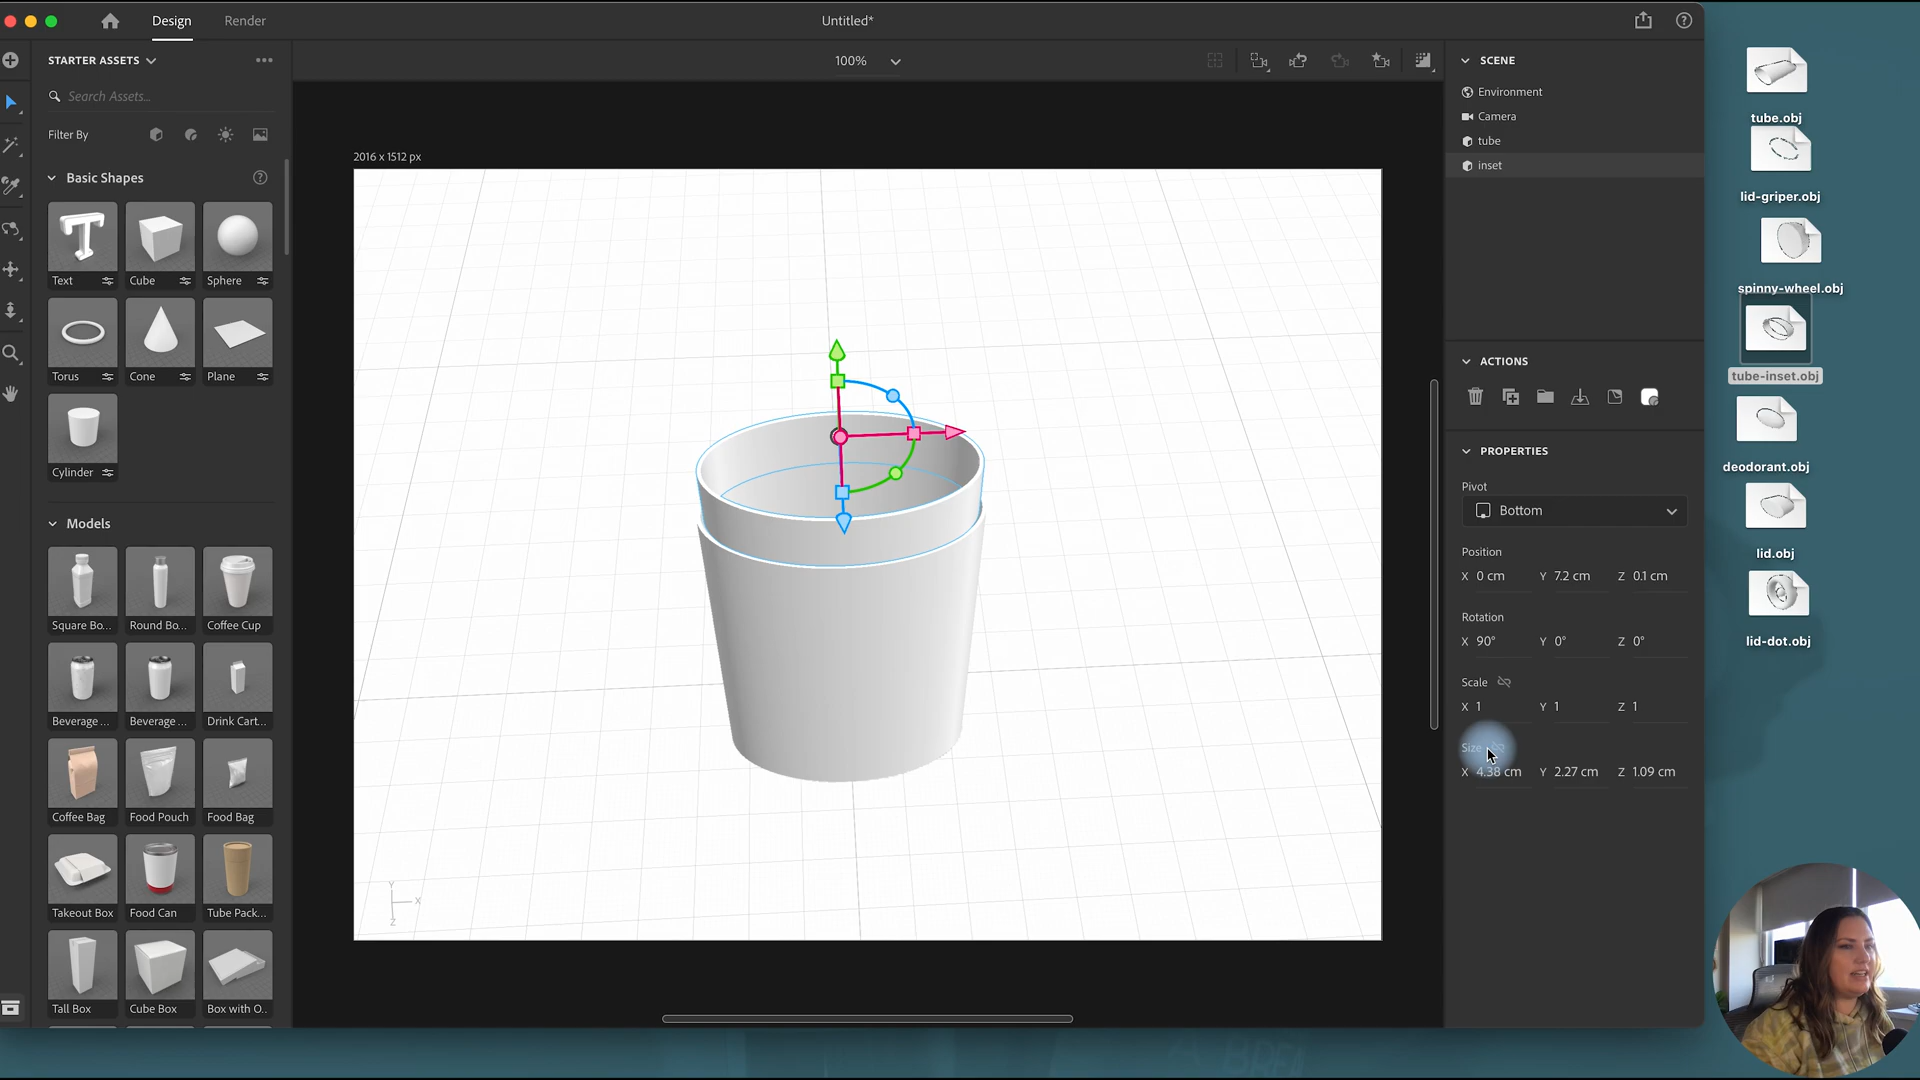 Design
Render
Untitled*
STARTER ASSETS
Search Assets...
Filter By
Basic Shapes
Text
Cube
Sphere
Torus
Cone
Plane
Cylinder
Models
Square Bo...
Round Bo...
Coffee Cup
Beverage ...
Beverage ...
Drink Cart...
Coffee Bag
Food Pouch
Food Bag
Takeout Box
Food Can
Tube Pack...
Tall Box
Cube Box
Box with O...
100%
2016 x 1512 px
Y
X
Z
SCENE
Environment
Camera
tube
inset
ACTIONS
PROPERTIES
Pivot
Bottom
Position
X 0 cm Y 7.2 cm Z 0.1 cm
Rotation
X 90° Y 0° Z 0°
Scale
X 1 Y 1 Z 1
Size
X 4.38 cm Y 2.27 cm Z 1.09 cm
tube.obj
lid-griper.obj
spinny-wheel.obj
tube-inset.obj
deodorant.obj
lid.obj
lid-dot.obj